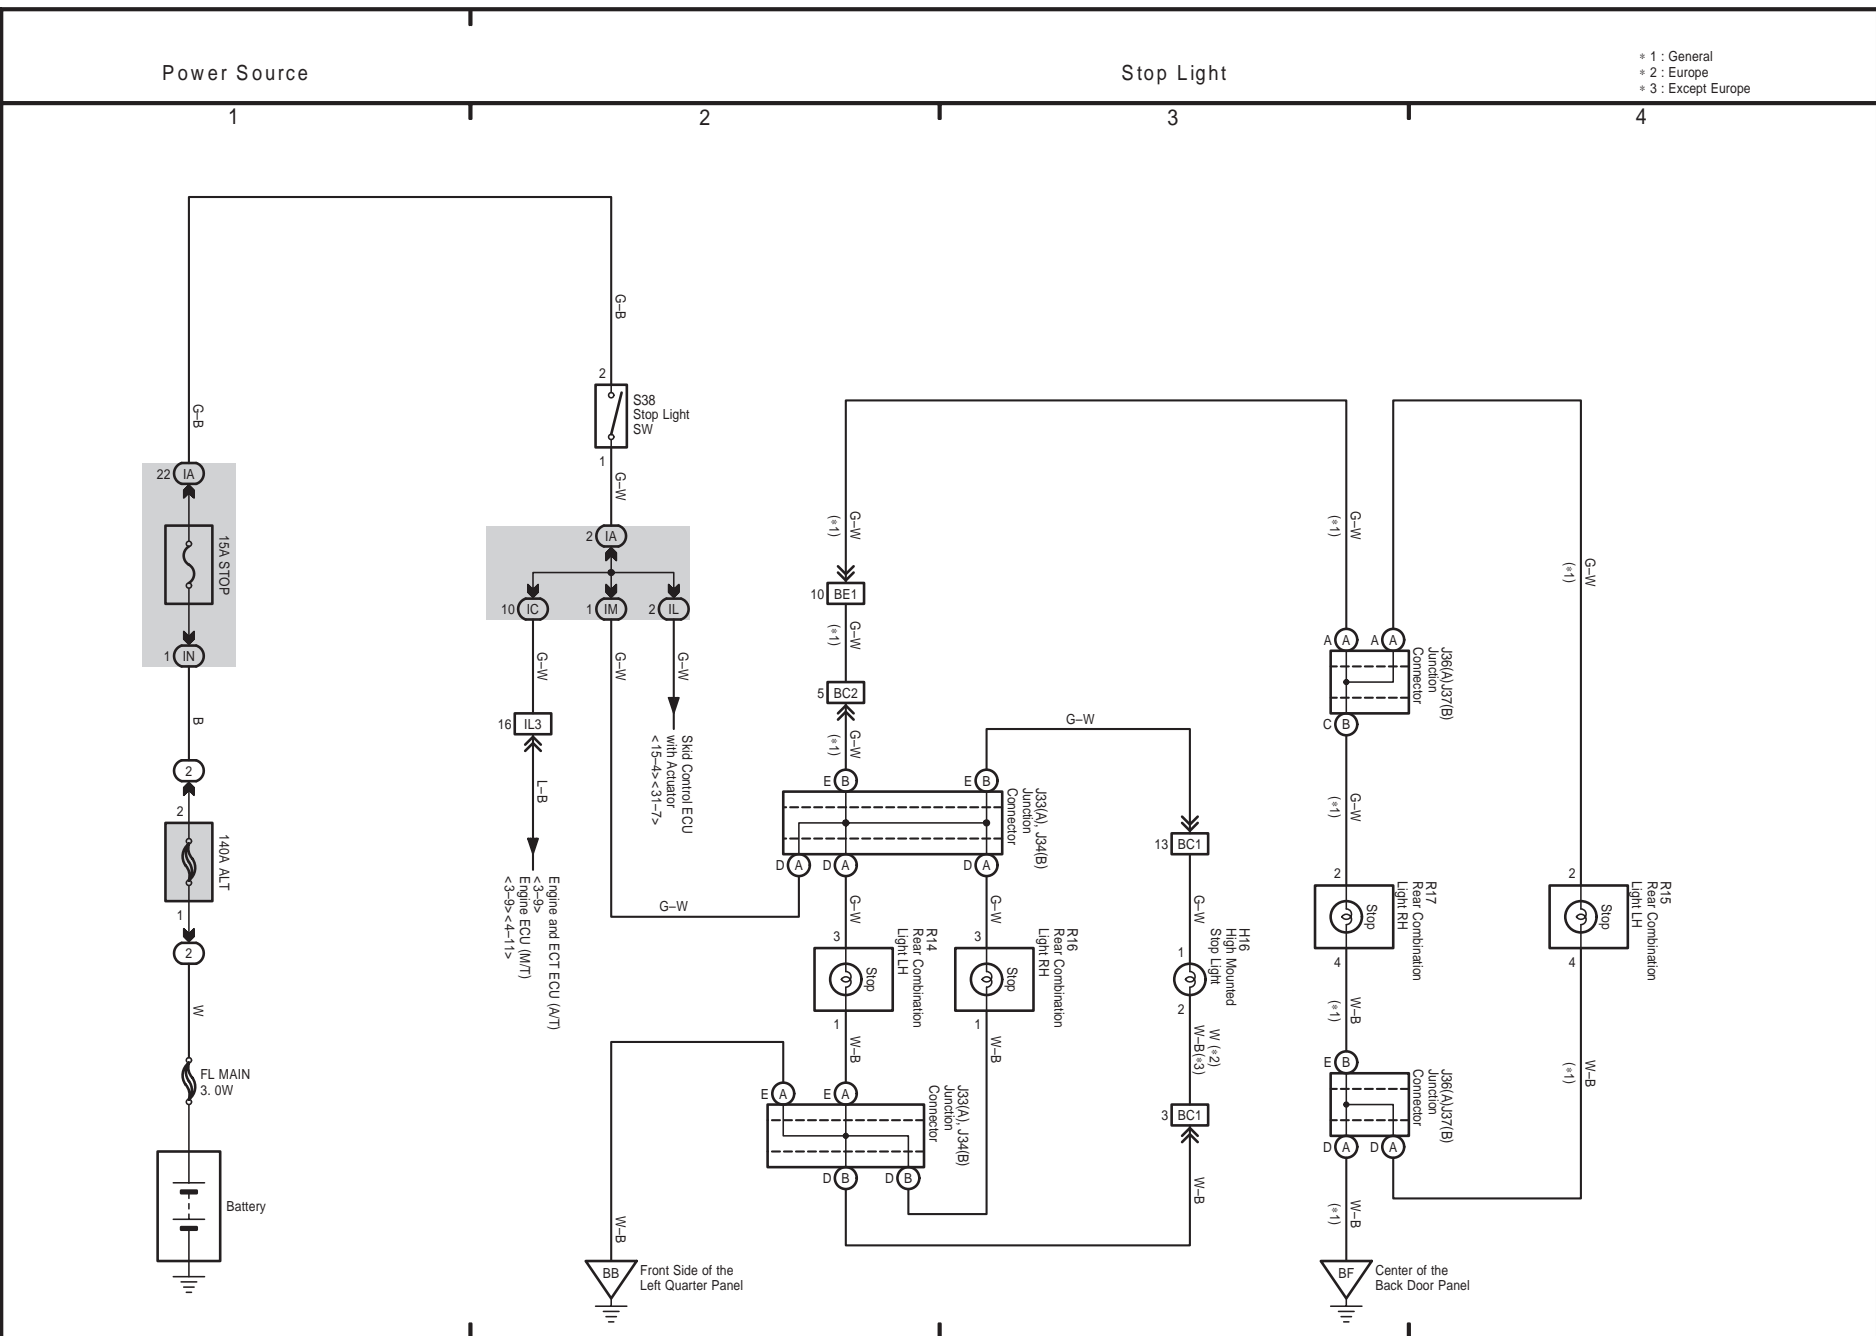 Power Source
Stop Light
* 1 : General
* 2 : Europe
* 3 : Except Europe
1
2
3
4
G–B
22 IA
15A STOP
1 IN
B
2
2
140A ALT
1
2
W
FL MAIN
3. 0W
Battery
G–B
2
S38
Stop Light
SW
1
G–W
2 IA
10 IC
1 IM
2 IL
G–W
G–W
G–W
16 IL3
L–B
Skid Control ECU
with Actuator
<15–4><31–7>
Engine and ECT ECU (A/T)
<3–9>
Engine ECU (M/T)
<3–9><4–11>
G–W
G–W
(*1)
10 BE1
G–W
(*1)
5 BC2
G–W
(*1)
E B
E B
J33(A), J34(B)
Junction
Connector
D A
D A
D A
G–W
G–W
G–W
3
R14
Rear Combination
Light LH
Stop
1
W–B
3
R16
Rear Combination
Light RH
Stop
1
W–B
13 BC1
G–W
1
H16
High Mounted
Stop Light
2
W (*2)
W–B(*3)
3 BC1
W–B
E A
E A
J33(A), J34(B)
Junction
Connector
D B
D B
W–B
BB
Front Side of the
Left Quarter Panel
G–W
(*1)
G–W
(*1)
A A
A A
J36(A)J37(B)
Junction
Connector
C B
G–W
(*1)
2
R17
Rear Combination
Light RH
Stop
4
W–B
(*1)
2
R15
Rear Combination
Light LH
Stop
4
W–B
(*1)
E B
J36(A)J37(B)
Junction
Connector
D A
D A
W–B
(*1)
BF
Center of the
Back Door Panel